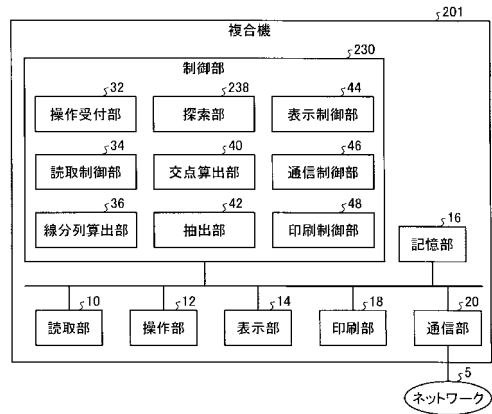 201
複合機
230
制御部
32
238
44
操作受付部
探索部
表示制御部
34
40
46
読取制御部
交点算出部
通信制御部
36
42
48
線分列算出部
抽出部
印刷制御部
16
記憶部
10
12
14
18
20
読取部
操作部
表示部
印刷部
通信部
5
ネットワーク